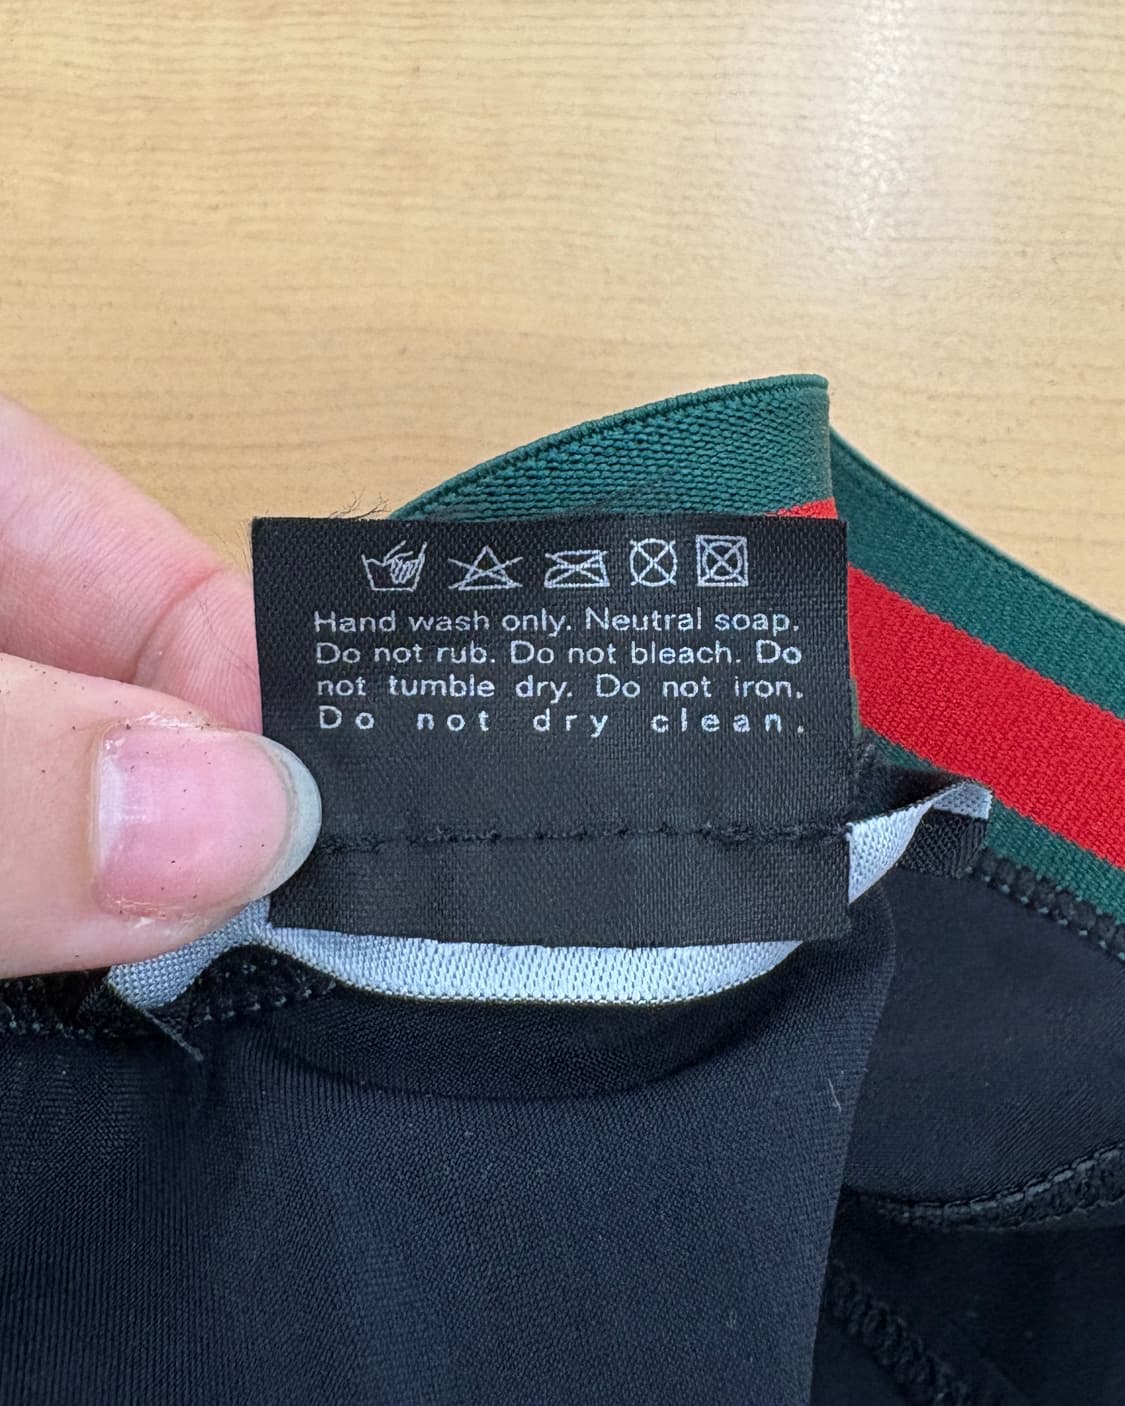 Hand wash only. Neutral soap.
Do not rub. Do not bleach. Do
not tumble dry. Do not iron.
Do not dry clean.